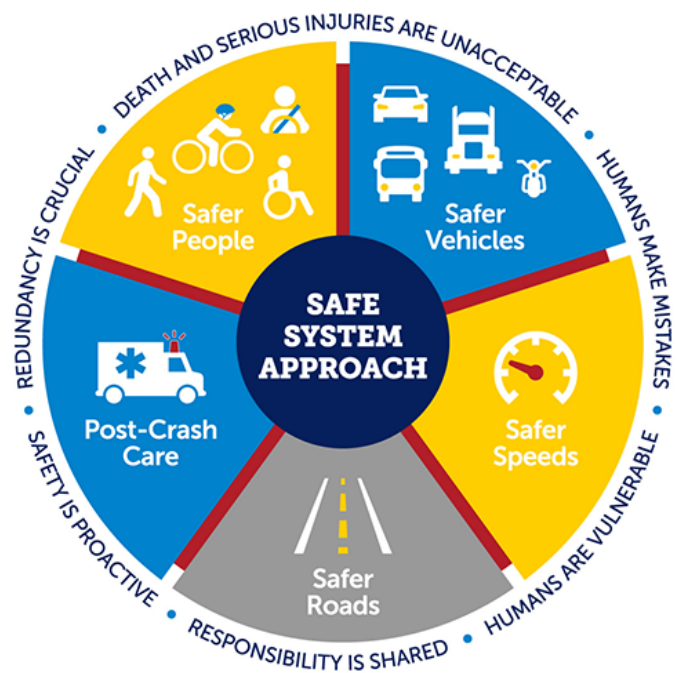 DEATH AND SERIOUS INJURIES ARE UNACCEPTABLE
HUMANS MAKE MISTAKES
HUMANS ARE VULNERABLE
RESPONSIBILITY IS SHARED
SAFETY IS PROACTIVE
REDUNDANCY IS CRUCIAL
Safer
People
Safer
Vehicles
Safer
Speeds
Safer
Roads
Post-Crash
Care
SAFE
SYSTEM
APPROACH